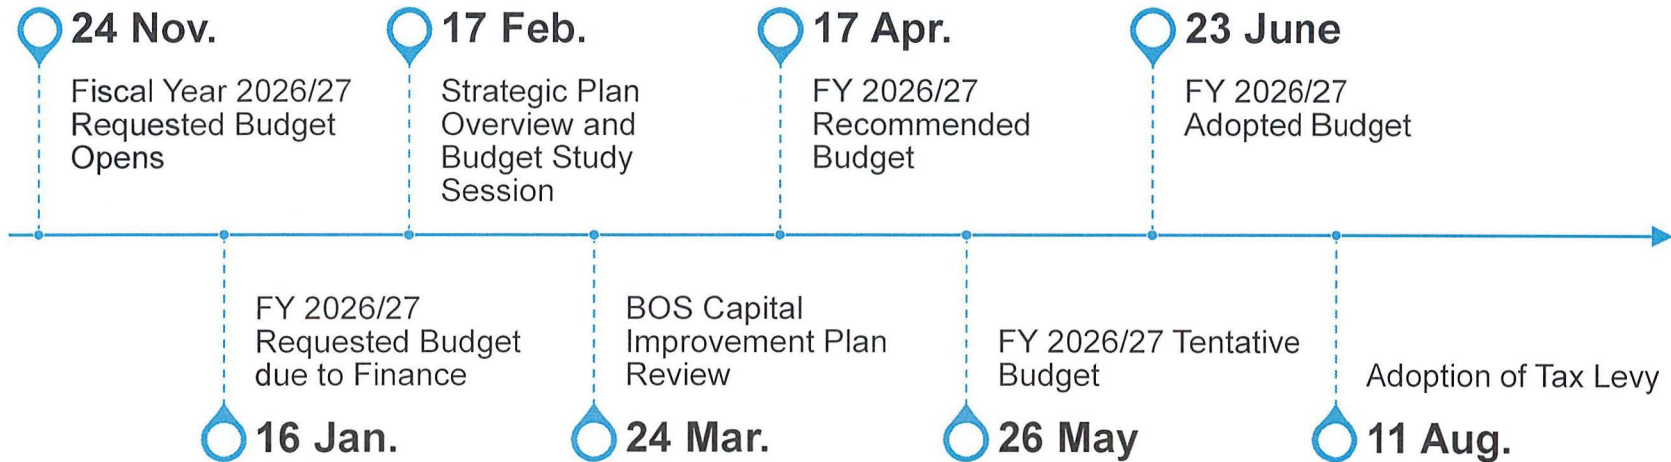 24 Nov.
Fiscal Year 2026/27
Requested Budget
Opens
16 Jan.
FY 2026/27
Requested Budget
due to Finance
17 Feb.
Strategic Plan
Overview and
Budget Study
Session
24 Mar.
BOS Capital
Improvement Plan
Review
17 Apr.
FY 2026/27
Recommended
Budget
26 May
FY 2026/27 Tentative
Budget
23 June
FY 2026/27
Adopted Budget
11 Aug.
Adoption of Tax Levy